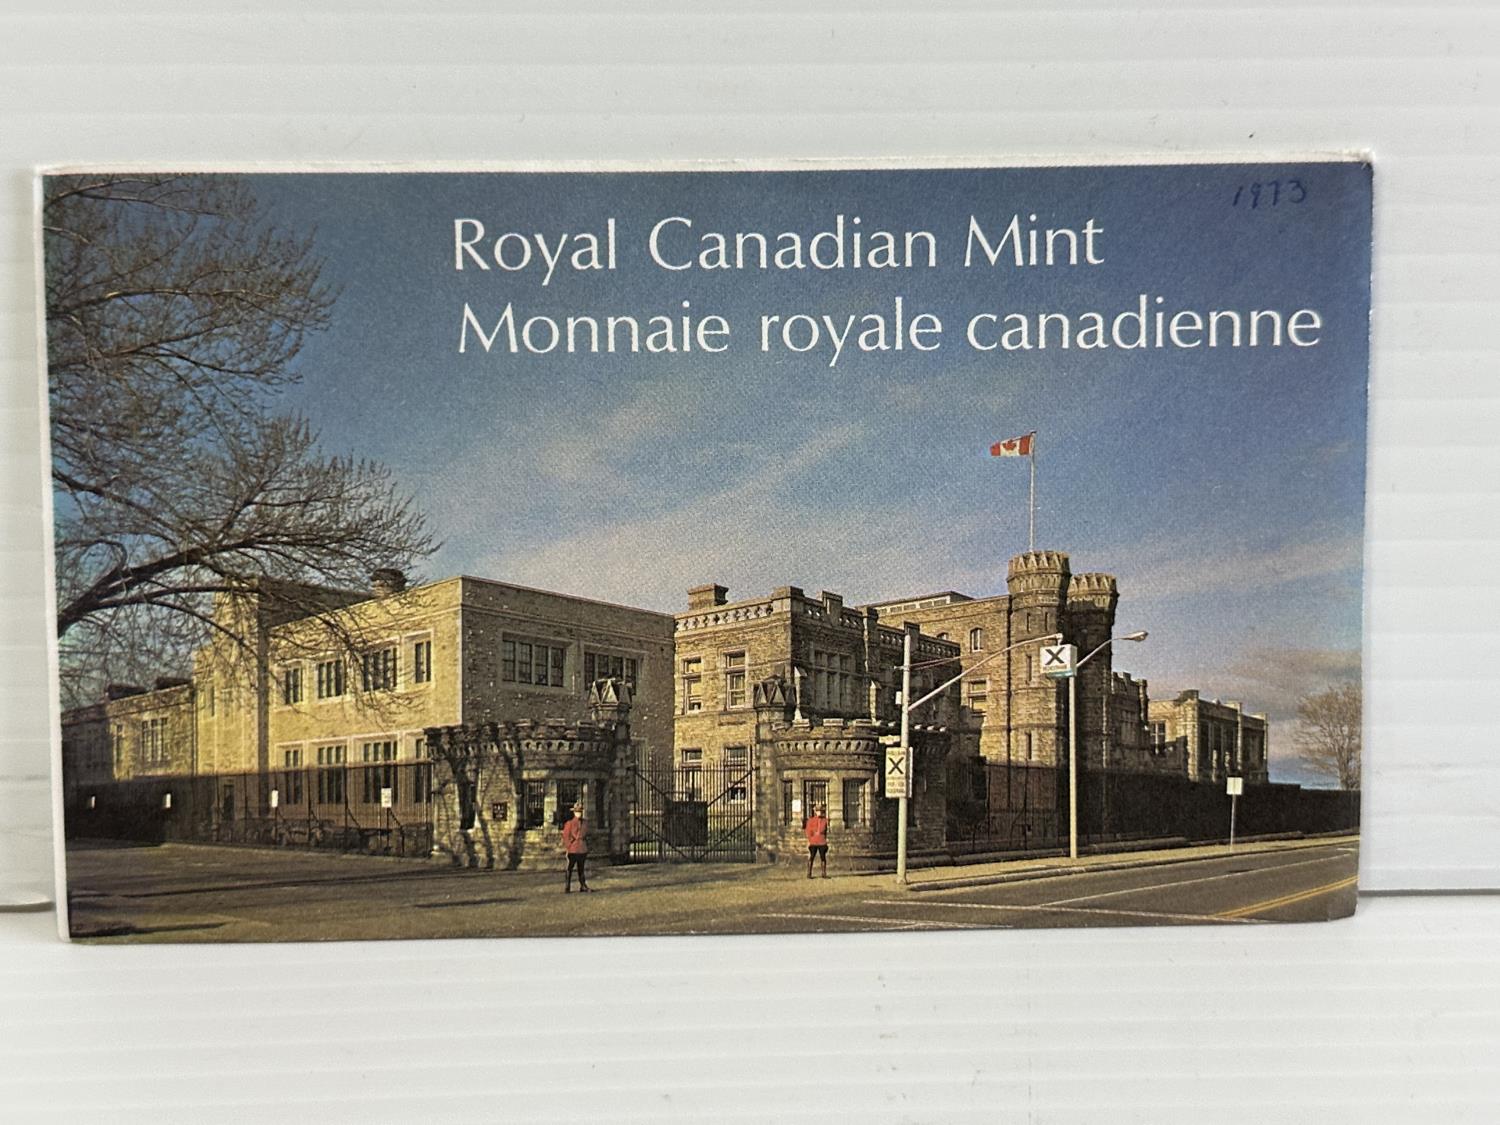 1973
Royal Canadian Mint
Monnaie royale canadienne
X
X